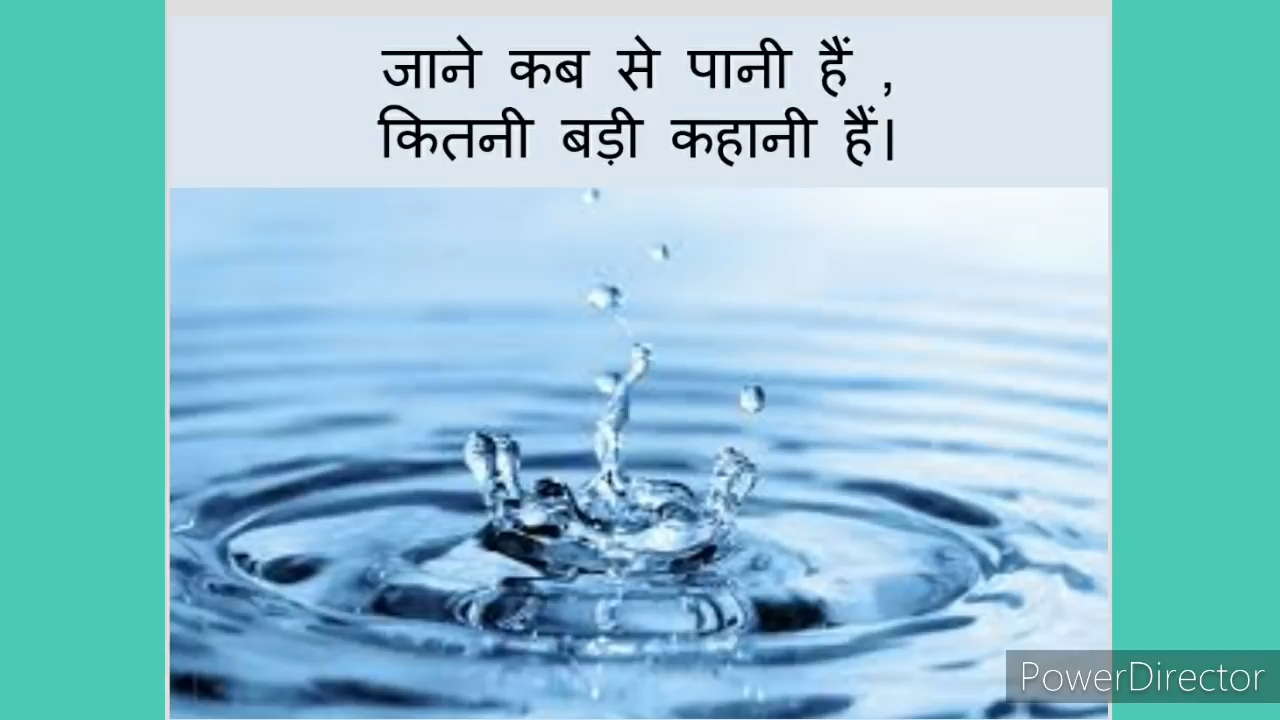 जाने कब से पानी हैं ,
कितनी बड़ी कहानी हैं।
PowerDirector